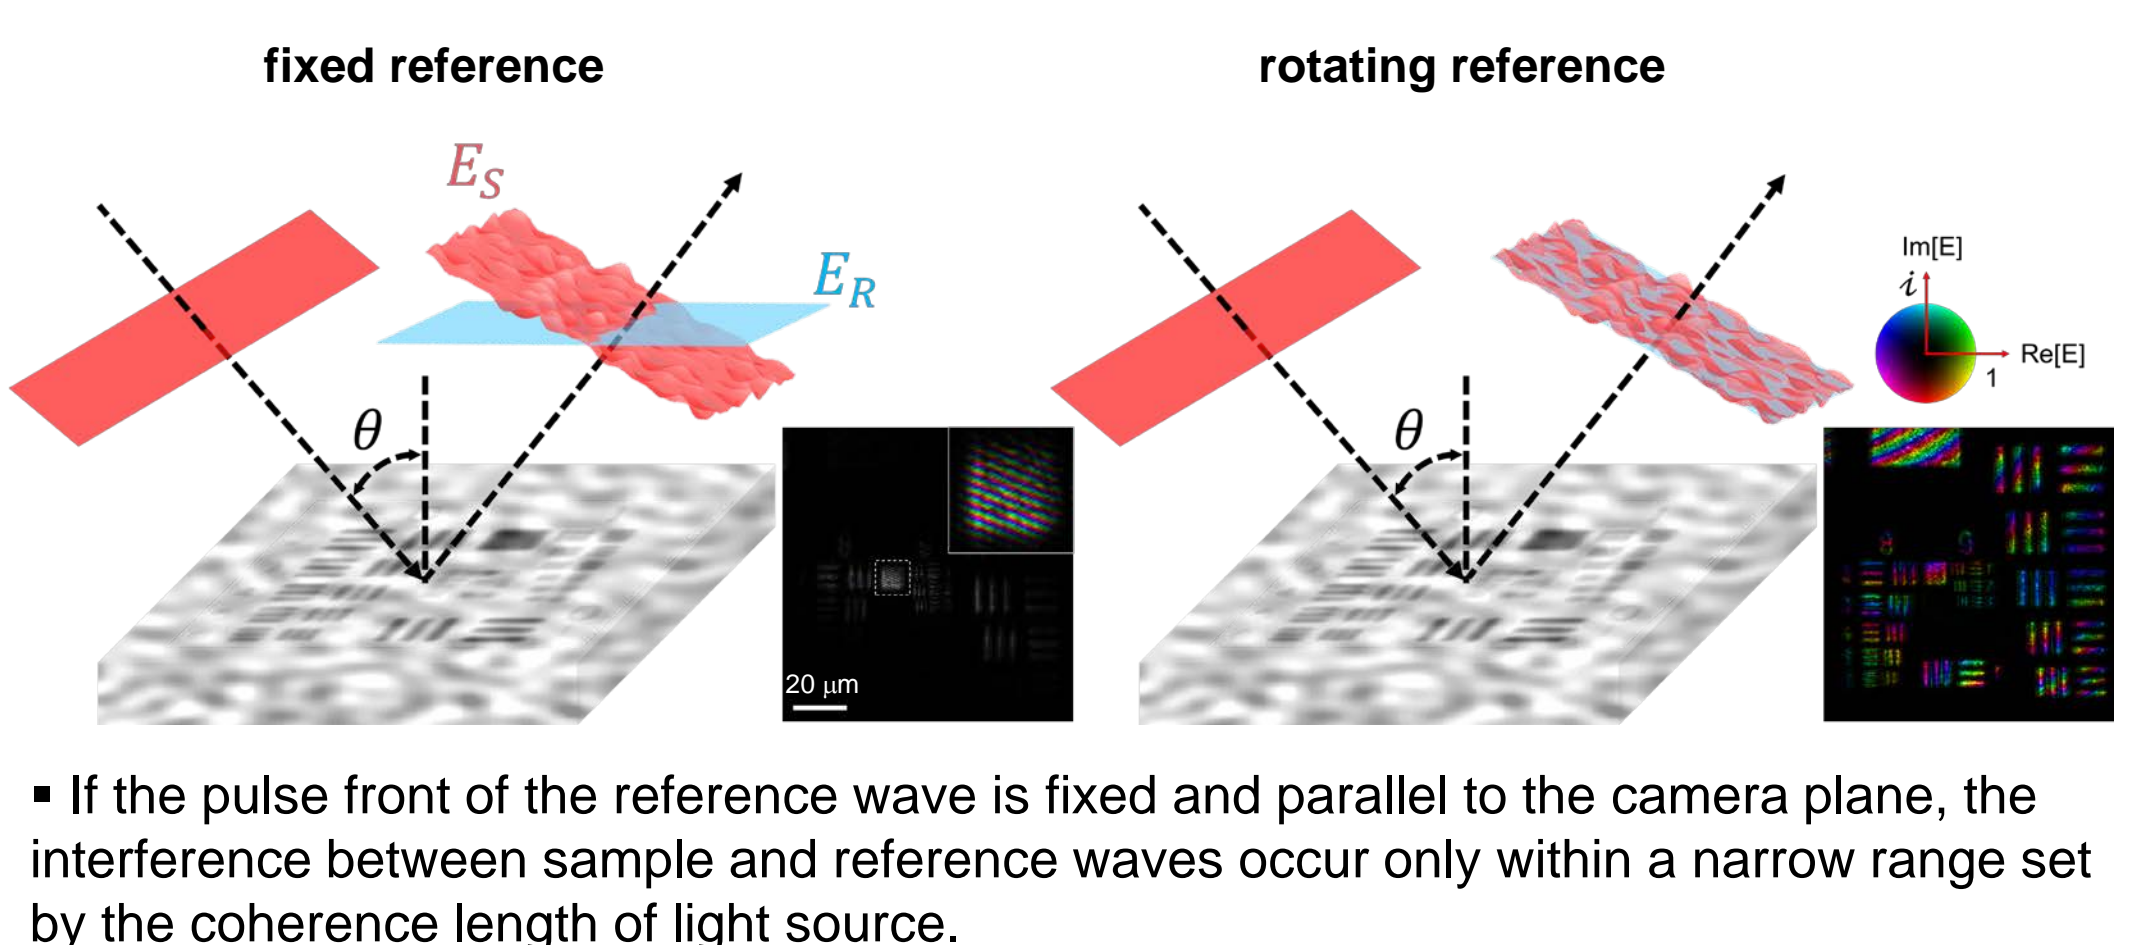 fixed reference
rotating reference
E_S
E_R
θ
20 μm
θ
Im[E]
i
Re[E]
1
▪ If the pulse front of the reference wave is fixed and parallel to the camera plane, the
interference between sample and reference waves occur only within a narrow range set
by the coherence length of light source.